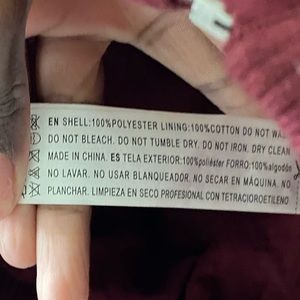 EN SHELL:100%POLYESTER LINING:100%COTTON DO NOT WA
DO NOT BLEACH. DO NOT TUMBLE DRY. DO NOT IRON. DRY CLEAN
MADE IN CHINA. ES TELA EXTERIOR:100%poliéster FORRO:100%algodón
NO LAVAR. NO USAR BLANQUEADOR. NO SECAR EN MÁQUINA. NO
PLANCHAR. LIMPIEZA EN SECO PROFESIONAL CON TETRACLOROETILENO